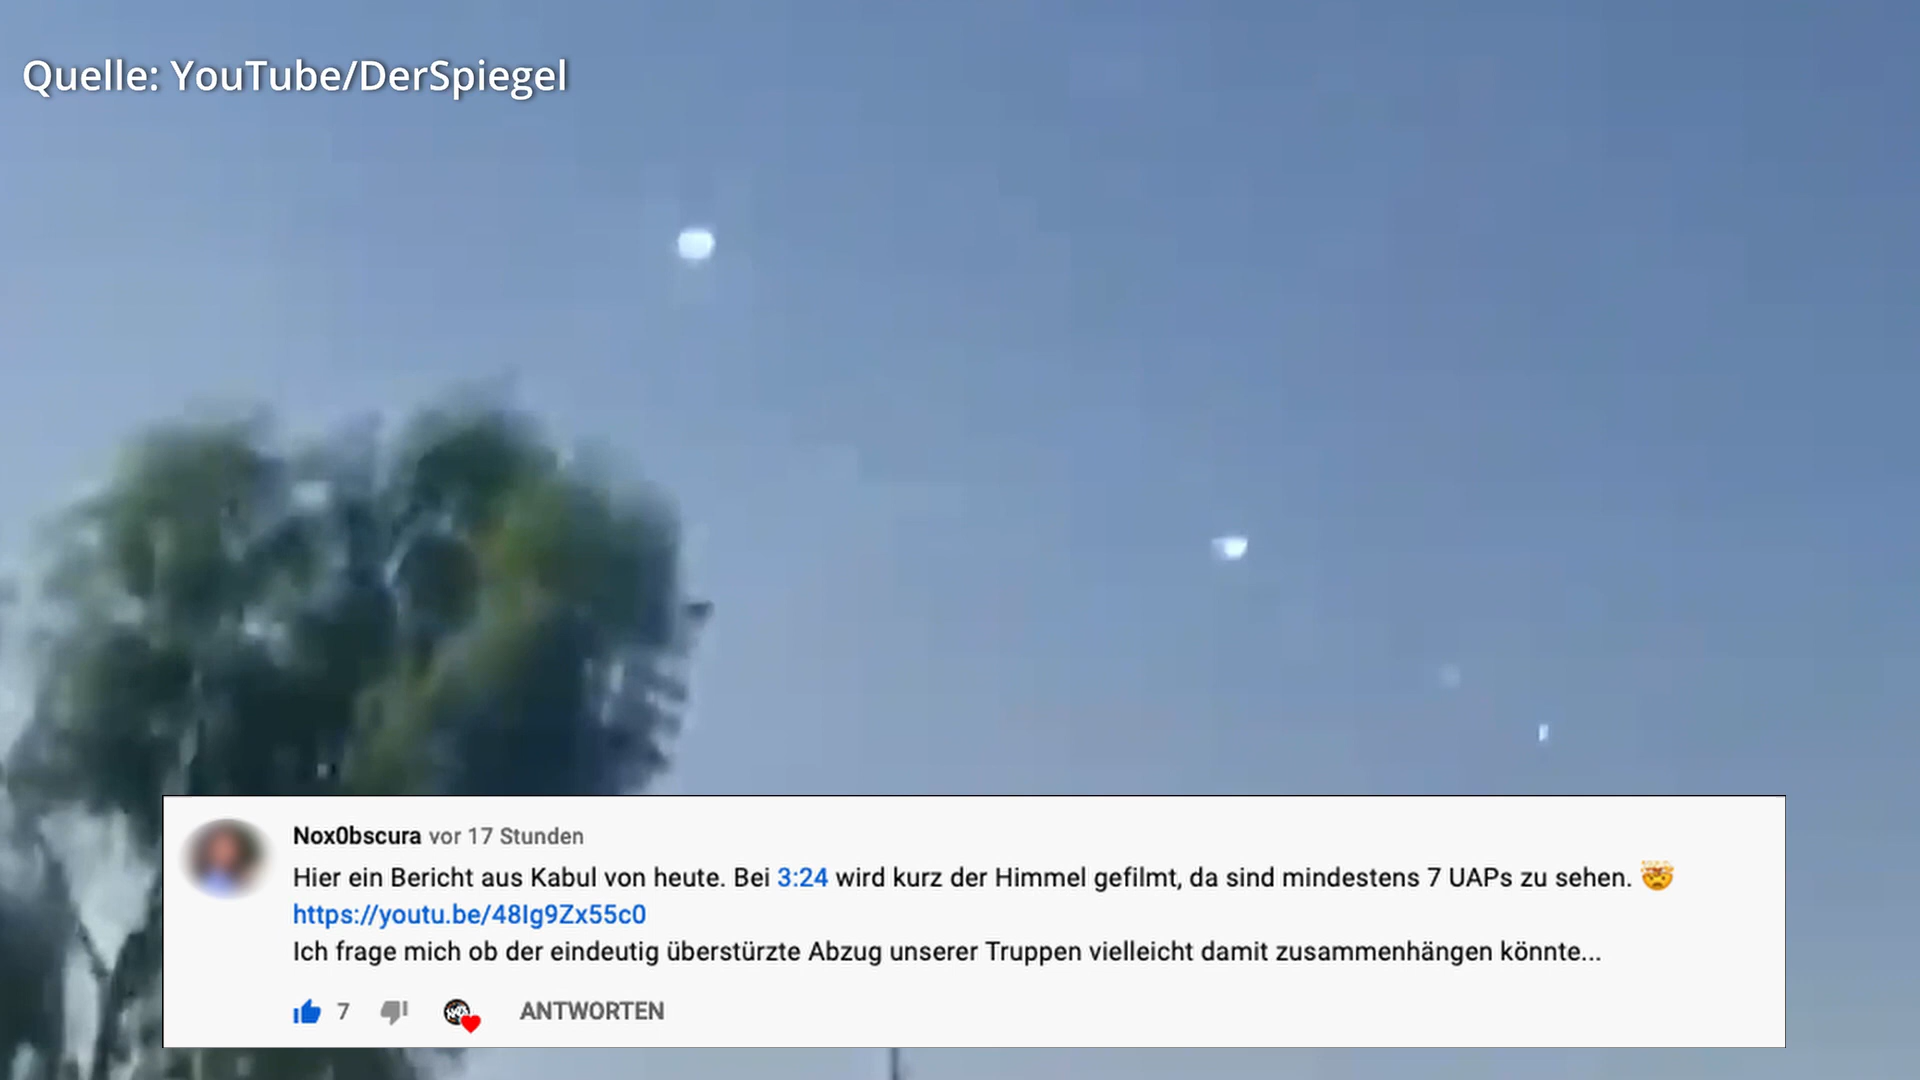 Quelle: YouTube/DerSpiegel
Nox0bscura vor 17 Stunden
Hier ein Bericht aus Kabul von heute. Bei 3:24 wird kurz der Himmel gefilmt, da sind mindestens 7 UAPs zu sehen. 🤯
https://youtu.be/48Ig9Zx55c0
Ich frage mich ob der eindeutig überstürzte Abzug unserer Truppen vielleicht damit zusammenhängen könnte...
7 ANTWORTEN